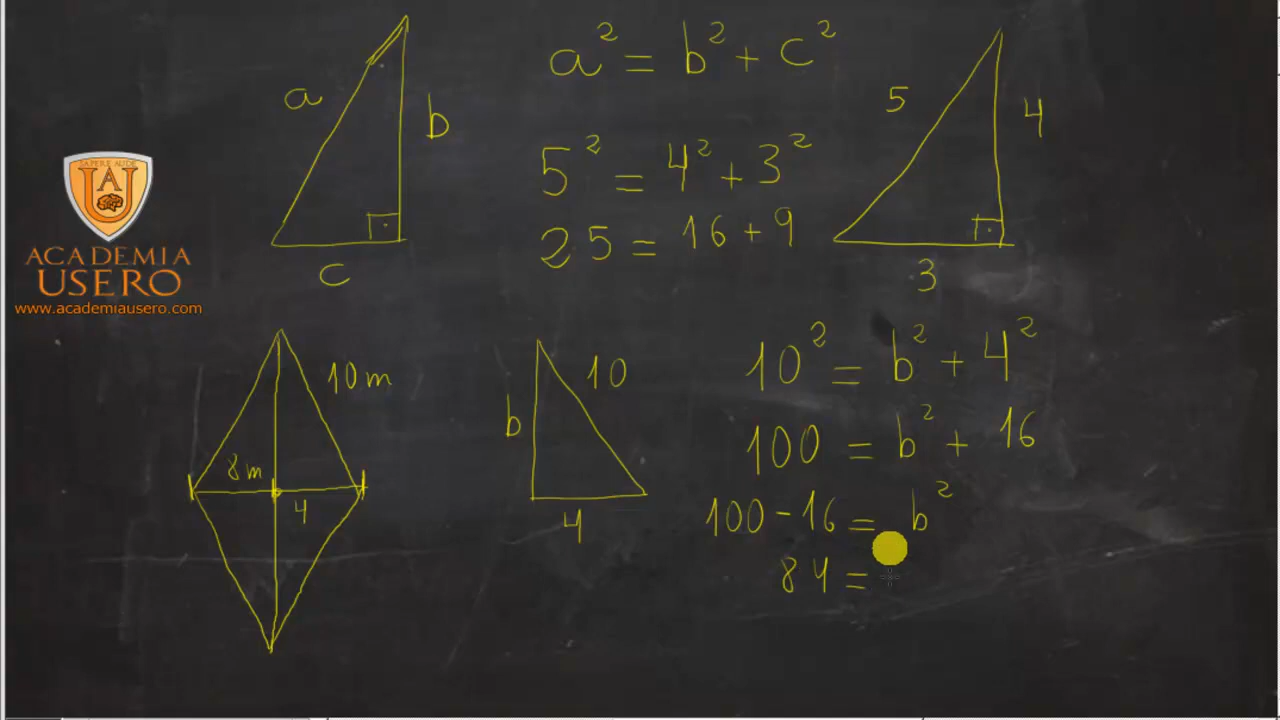 a² = b² + c²
a
b
c
5² = 4² + 3²
25 = 16 + 9
5
4
3
SAPERE AUDE
UA
ACADEMIA
USERO
www.academiausero.com
10 m
8 m
4
b
10
4
10² = b² + 4²
100 = b² + 16
100 - 16 = b²
84 =